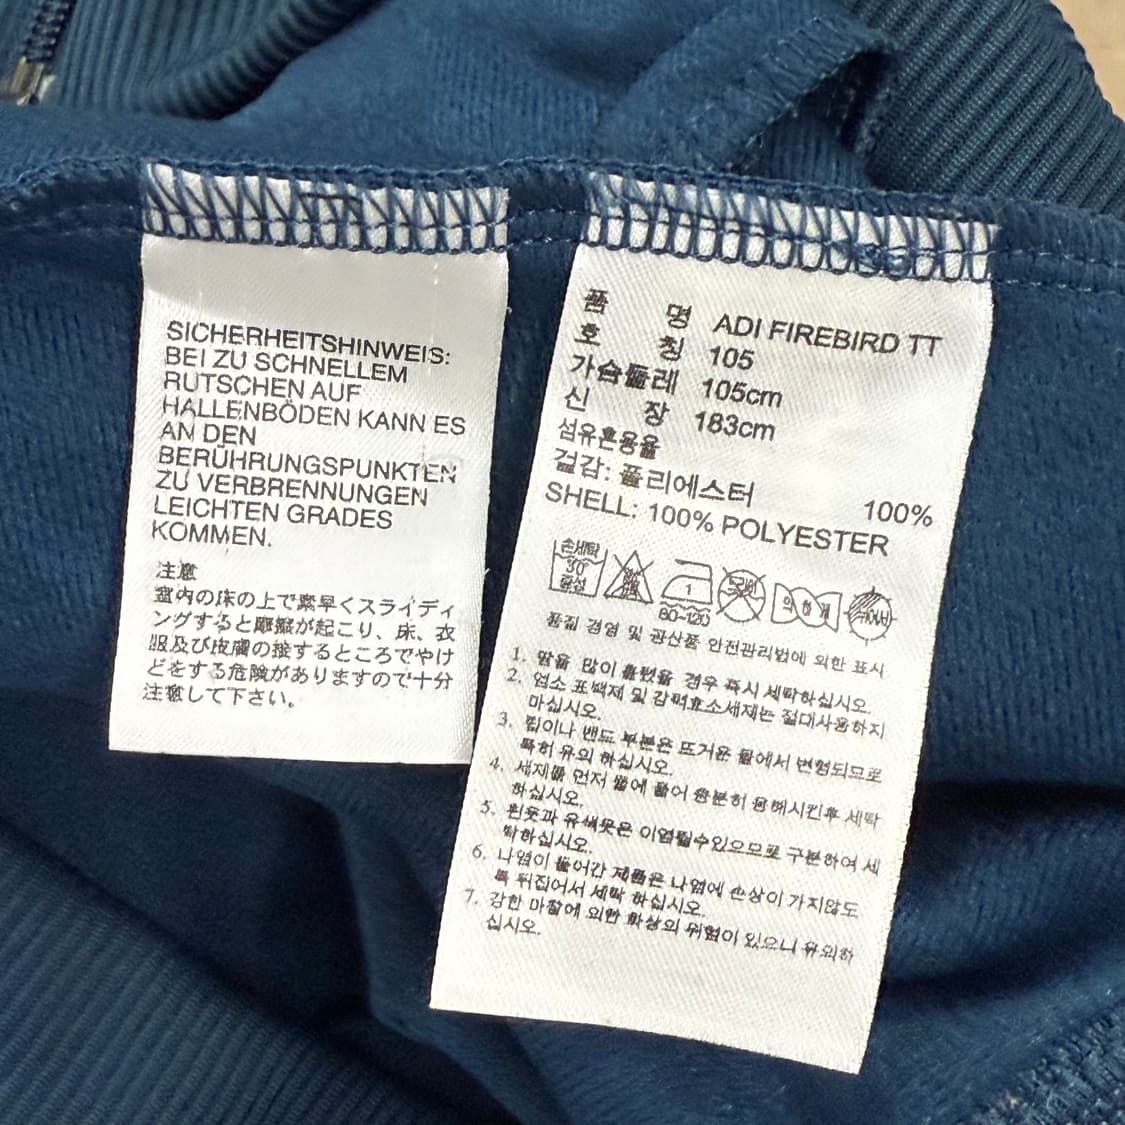 SICHERHEITSHINWEIS:
BEI ZU SCHNELLEM
RUTSCHEN AUF
HALLENBÖDEN KANN ES
AN DEN
BERÜHRUNGSPUNKTEN
ZU VERBRENNUNGEN
LEICHTEN GRADES
KOMMEN.
注意
室内の床の上で素早くスライディ
ングすると摩擦が起こり、床、衣
服及び皮膚の接するところでやけ
どをする危険がありますので十分
注意して下さい。
품 명 ADI FIREBIRD TT
호 칭 105
가슴둘레 105cm
신 장 183cm
섬유혼용율
겉감: 폴리에스터 100%
SHELL: 100% POLYESTER
손세탁
30°
중성
1
80~120
드라이
품질 경영 및 공산품 안전관리법에 의한 표시
1. 땀을 많이 흘렸을 경우 즉시 세탁하십시오.
2. 염소 표백제 및 강력효소세제는 절대사용하지
마십시오.
3. 킵이나 밴드 부분은 뜨거운 물에서 변형되므로
특히 유의 하십시오.
4. 세제를 먼저 물에 풀어 충분히 용해시킨후 세탁
하십시오.
5. 흰옷과 유색옷은 이염될수있으므로 구분하여 세
탁하십시오.
6. 나염이 들어간 제품은 나염에 손상이 가지않도
록 뒤집어서 세탁 하십시오.
7. 강한 마찰에 의한 화상의 위험이 있으니 유의하
십시오.